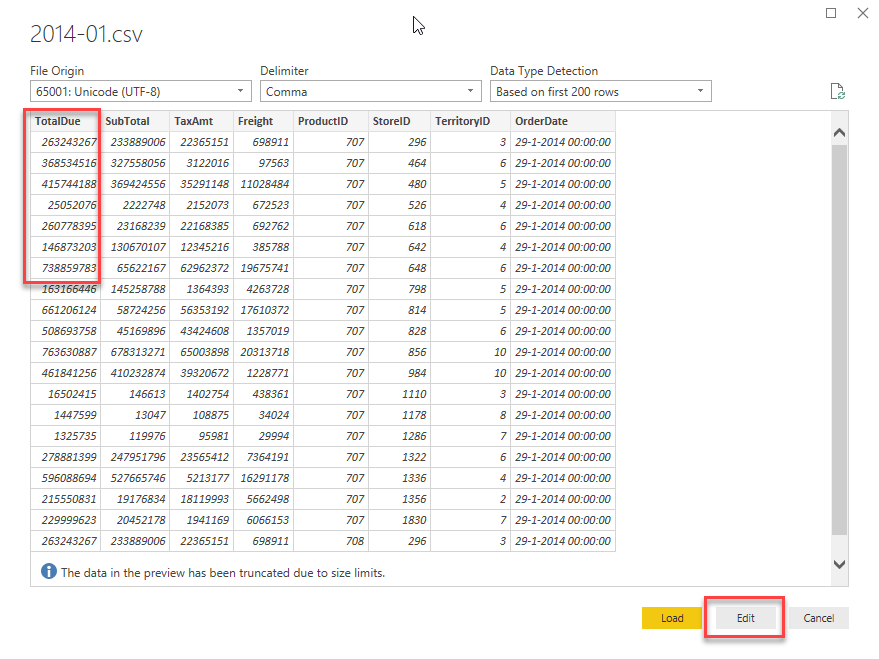 2014-01.csv
File Origin Delimiter Data Type Detection
65001: Unicode (UTF-8) Comma Based on first 200 rows
TotalDue SubTotal TaxAmt Freight ProductID StoreID TerritoryID OrderDate
263243267 233889006 22365151 698911 707 296 3 29-1-2014 00:00:00
368534516 327558056 3122016 97563 707 464 6 29-1-2014 00:00:00
415744188 369424556 35291148 11028484 707 480 5 29-1-2014 00:00:00
25052076 2222748 2152073 672523 707 526 4 29-1-2014 00:00:00
260778395 23168239 22168385 692762 707 618 6 29-1-2014 00:00:00
146873203 130670107 12345216 385788 707 642 4 29-1-2014 00:00:00
738859783 65622167 62962372 19675741 707 648 6 29-1-2014 00:00:00
163166446 145258788 1364393 4263728 707 798 5 29-1-2014 00:00:00
661206124 58724256 56353192 17610372 707 814 5 29-1-2014 00:00:00
508693758 45169896 43424608 1357019 707 828 6 29-1-2014 00:00:00
763630887 678313271 65003898 20313718 707 856 10 29-1-2014 00:00:00
461841256 410232874 39320672 1228771 707 984 10 29-1-2014 00:00:00
16502415 146613 1402754 438361 707 1110 3 29-1-2014 00:00:00
1447599 13047 108875 34024 707 1178 8 29-1-2014 00:00:00
1325735 119976 95981 29994 707 1286 7 29-1-2014 00:00:00
278881399 247951796 23565412 7364191 707 1322 6 29-1-2014 00:00:00
596088694 527665746 5213177 16291178 707 1336 4 29-1-2014 00:00:00
215550831 19176834 18119993 5662498 707 1356 2 29-1-2014 00:00:00
229999623 20452178 1941169 6066153 707 1830 7 29-1-2014 00:00:00
263243267 233889006 22365151 698911 708 296 3 29-1-2014 00:00:00
The data in the preview has been truncated due to size limits.
Load Edit Cancel